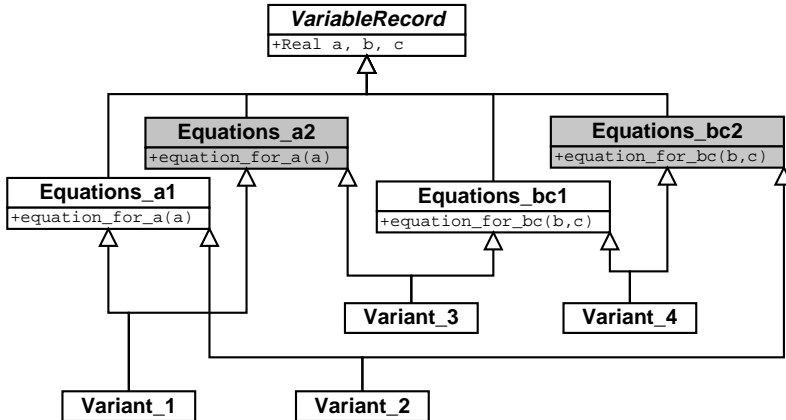 VariableRecord
+Real a, b, c
Equations_a2
+equation_for_a(a)
Equations_bc2
+equation_for_bc(b,c)
Equations_a1
+equation_for_a(a)
Equations_bc1
+equation_for_bc(b,c)
Variant_3
Variant_4
Variant_1
Variant_2